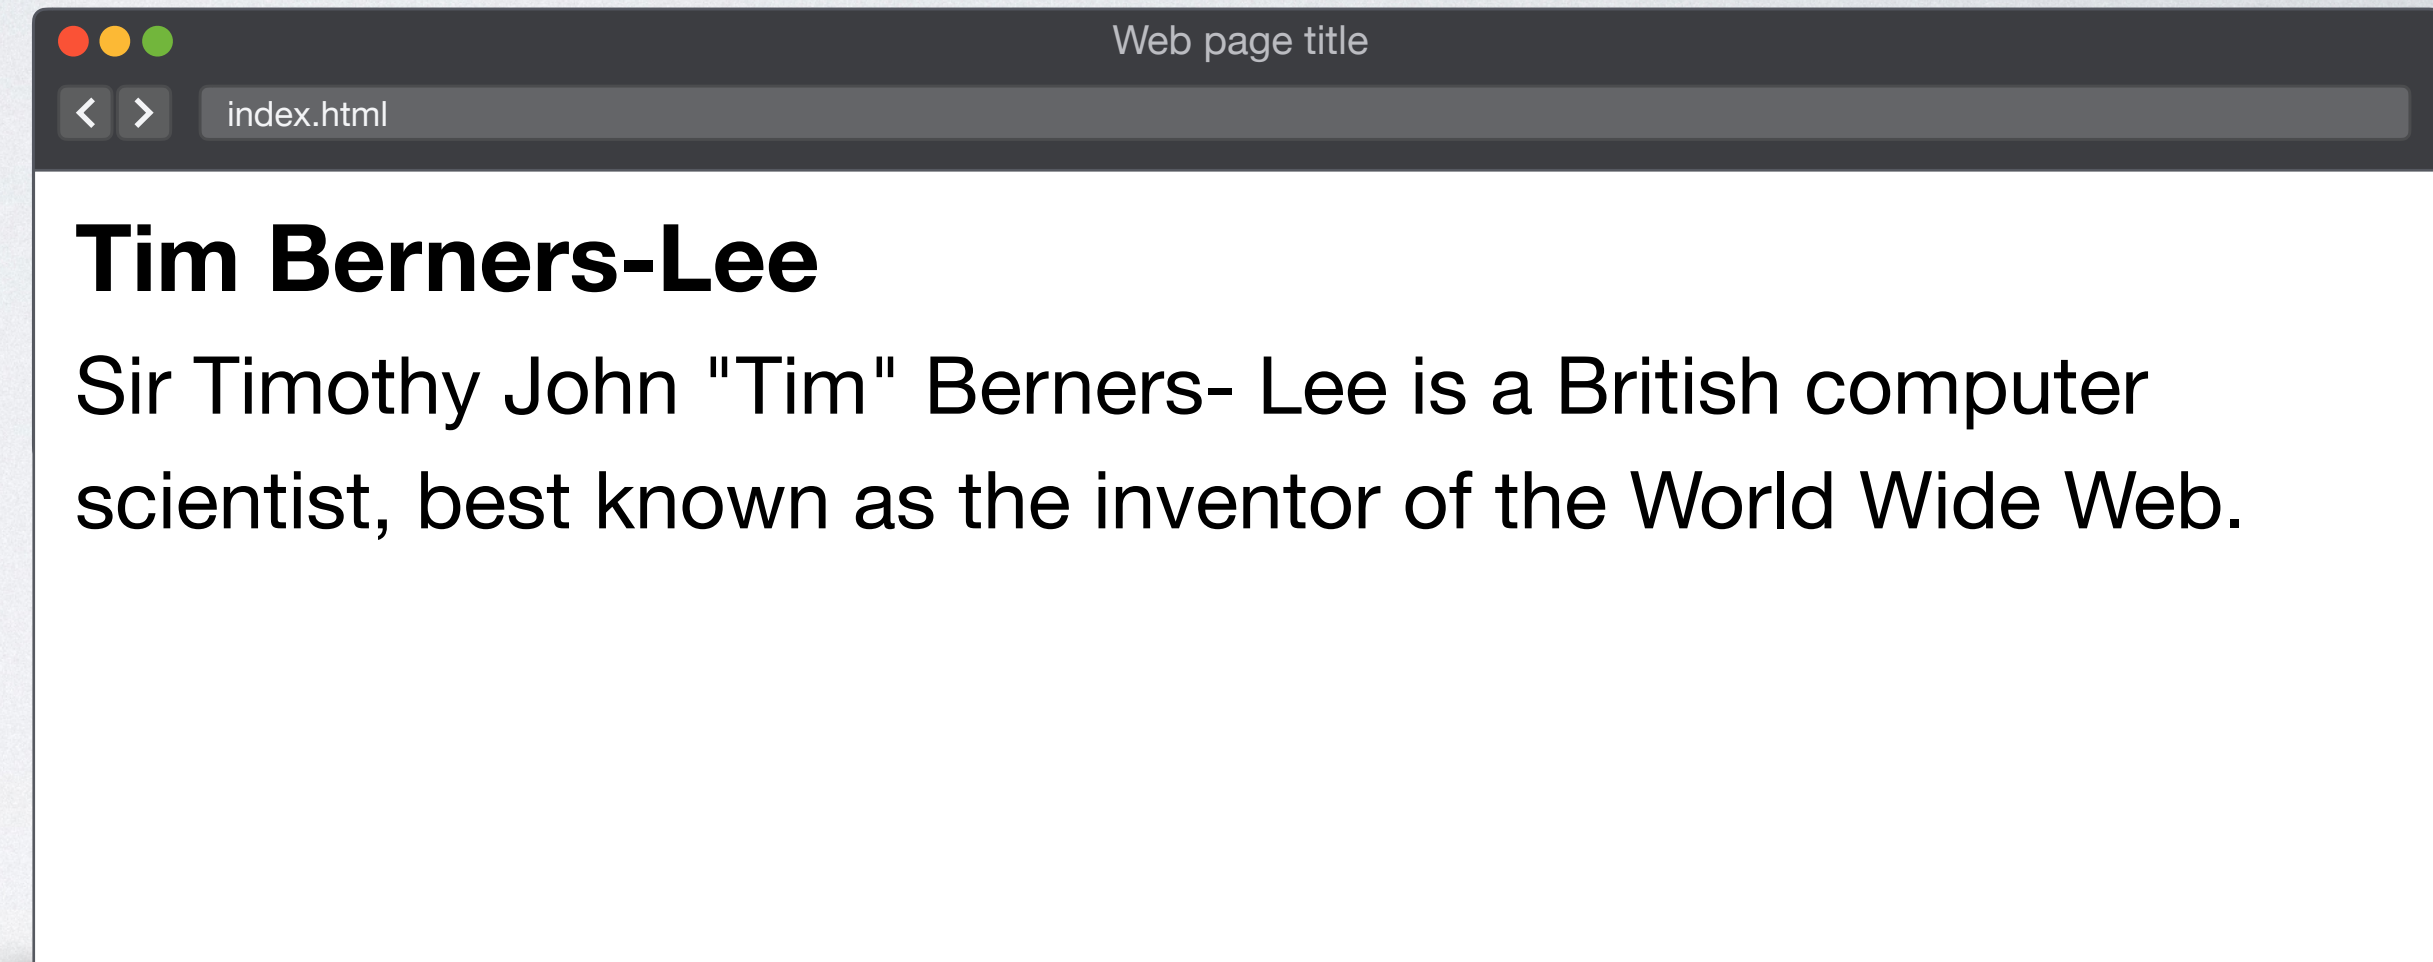 Web page title
index.html
Tim Berners-Lee
Sir Timothy John "Tim" Berners- Lee is a British computer
scientist, best known as the inventor of the World Wide Web.